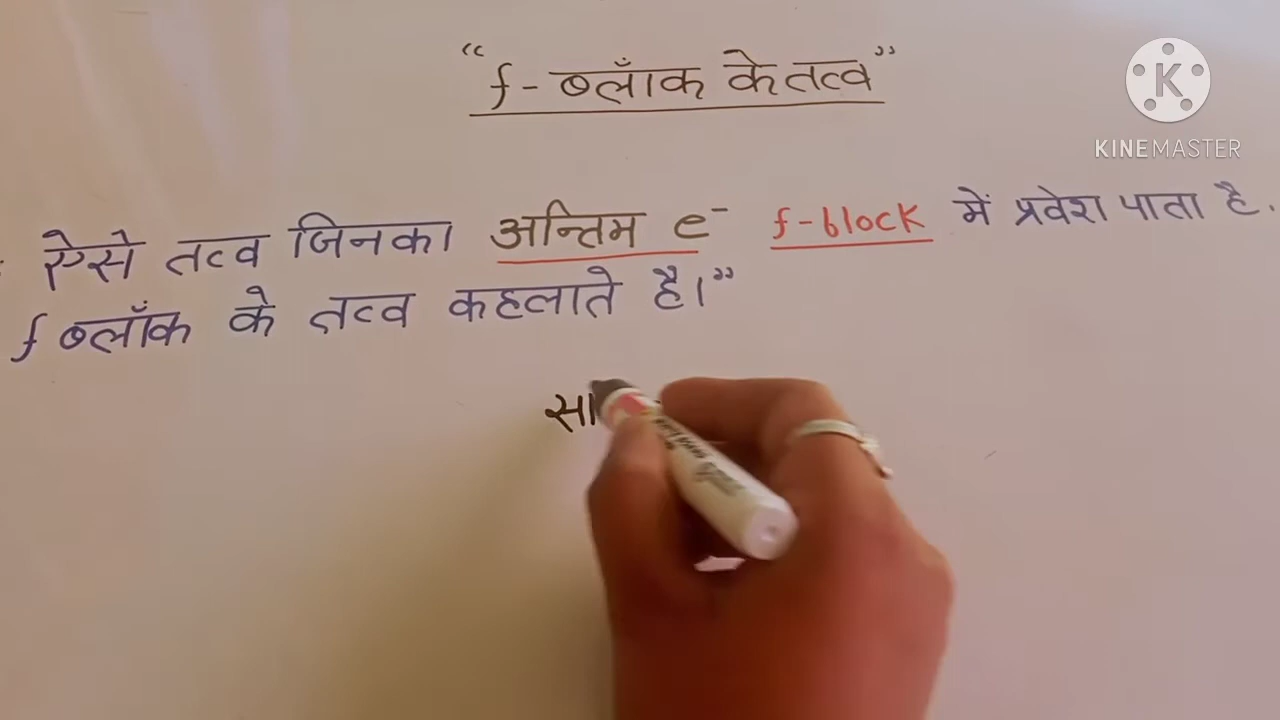 “f-ब्लॉंक के तत्व”
K
KINEMASTER
ऐसे तत्व जिनका अन्तिम e⁻ f-block में प्रवेश पाता है.
f ब्लॉंक के तत्व कहलाते है।”
सा